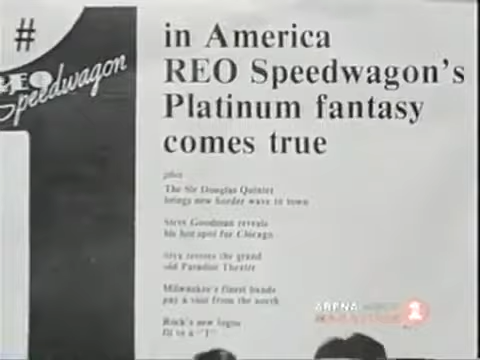 #
REO
Speedwagon
in America
REO Speedwagon's
Platinum fantasy
comes true
plus
The Sir Douglas Quintet
brings new border wave to town
Steve Goodman reveals
his hot spot for Chicago
Styx revives the grand
old Paradise Theater
Milwaukee's finest bands
pay a visit from the north
Rock's new logos
fit to a "T"
ARENA
1